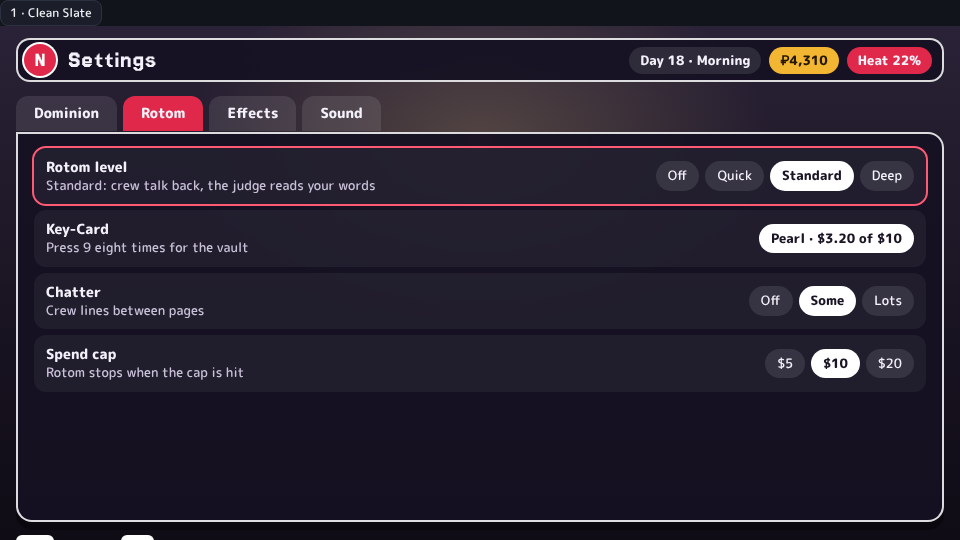 1 · Clean Slate
N Settings Day 18 · Morning ₽4,310 Heat 22%
Dominion Rotom Effects Sound
Rotom level
Standard: crew talk back, the judge reads your words
Off Quick Standard Deep
Key-Card
Press 9 eight times for the vault
Pearl · $3.20 of $10
Chatter
Crew lines between pages
Off Some Lots
Spend cap
Rotom stops when the cap is hit
$5 $10 $20